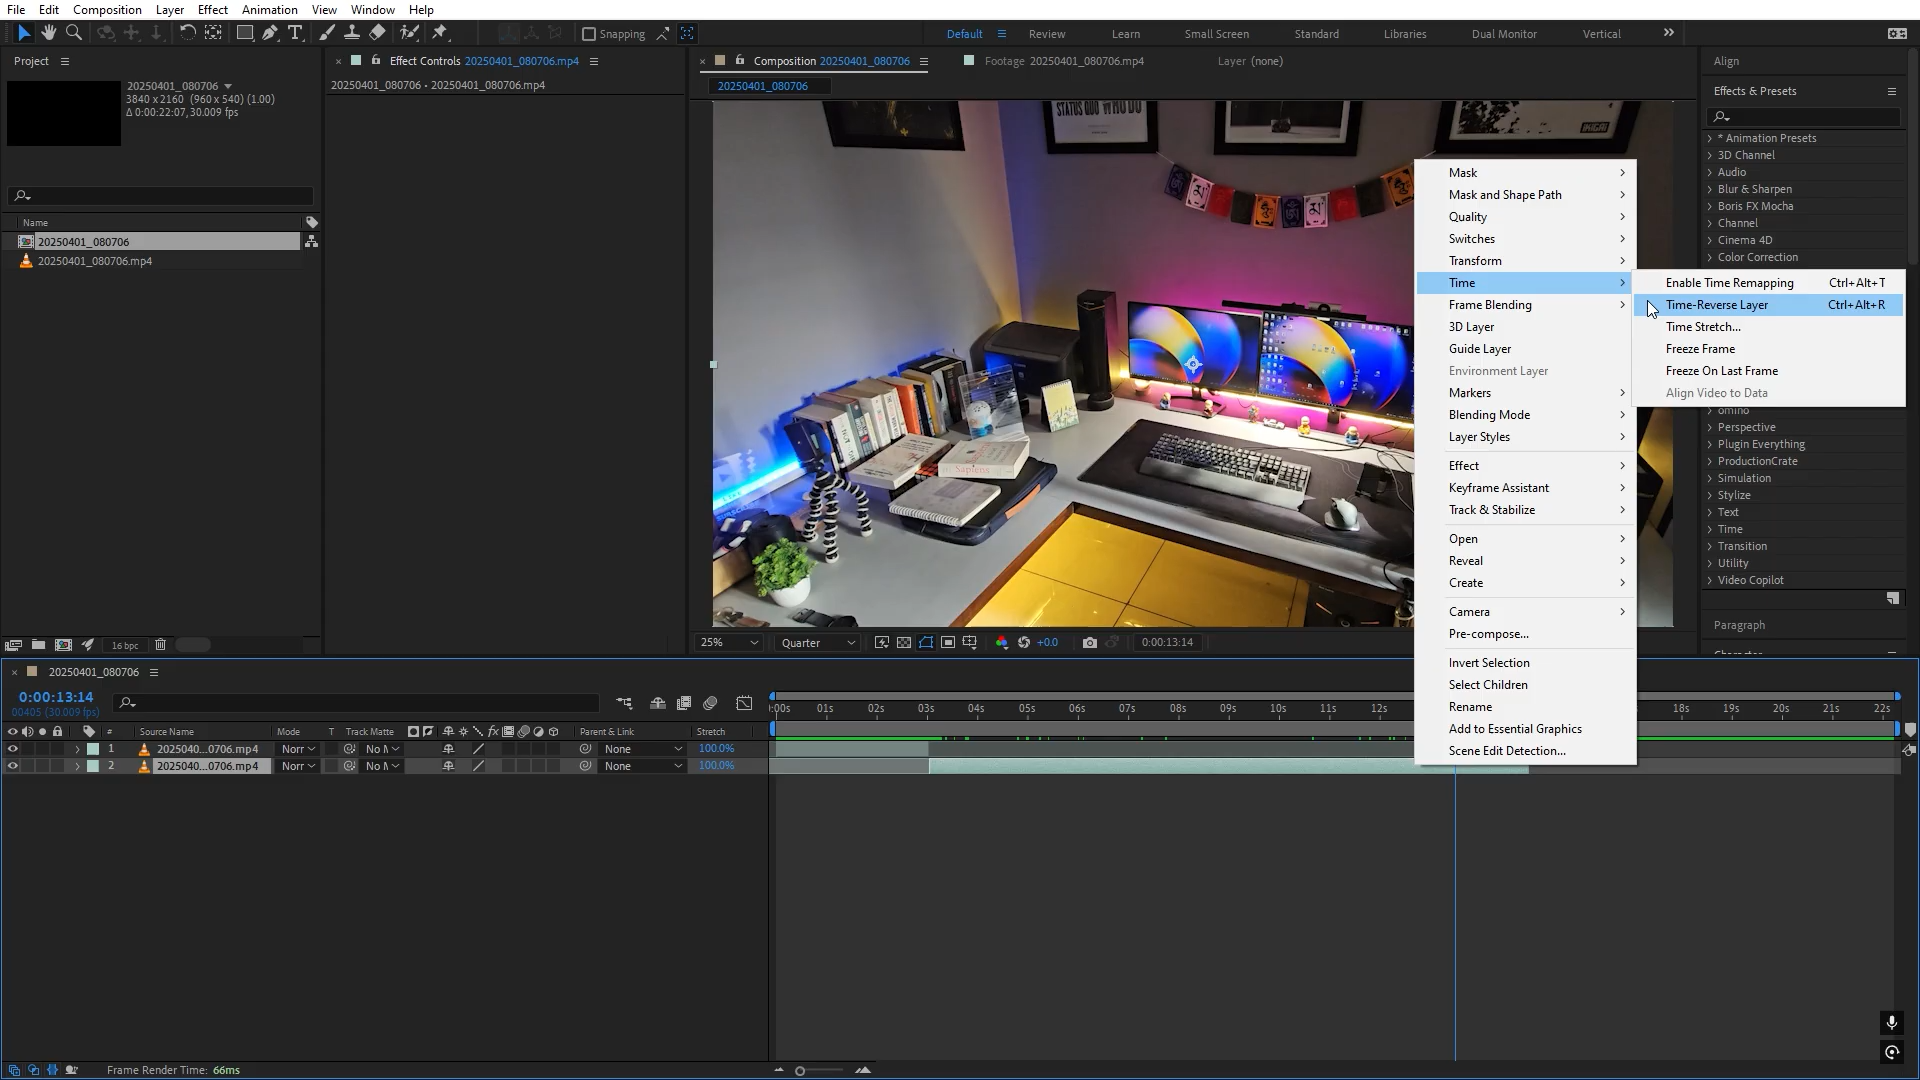 File Edit Composition Layer Effect Animation View Window Help
Snapping
Default Review Learn Small Screen Standard Libraries Dual Monitor Vertical
Project
Effect Controls 20250401_080706.mp4
Composition 20250401_080706
Footage 20250401_080706.mp4
Layer (none)
Align
20250401_080706
3840 x 2160 (960 x 540) (1.00)
Δ 0:00:22:07, 30.009 fps
20250401_080706 • 20250401_080706.mp4
20250401_080706
Effects & Presets
* Animation Presets
3D Channel
Audio
Blur & Sharpen
Boris FX Mocha
Channel
Cinema 4D
Color Correction
omino
Perspective
Plugin Everything
ProductionCrate
Simulation
Stylize
Text
Time
Transition
Utility
Video Copilot
Paragraph
Name
20250401_080706
20250401_080706.mp4
STATUS QUO
IKIGAI
Sapiens
SUBSCRIBE
Mask
Mask and Shape Path
Quality
Switches
Transform
Time
Frame Blending
3D Layer
Guide Layer
Environment Layer
Markers
Blending Mode
Layer Styles
Effect
Keyframe Assistant
Track & Stabilize
Open
Reveal
Create
Camera
Pre-compose...
Invert Selection
Select Children
Rename
Add to Essential Graphics
Scene Edit Detection...
Enable Time Remapping Ctrl+Alt+T
Time-Reverse Layer Ctrl+Alt+R
Time Stretch...
Freeze Frame
Freeze On Last Frame
Align Video to Data
16 bpc
25% Quarter +0.0 0:00:13:14
20250401_080706
0:00:13:14
00405 (30.009 fps)
:00s 01s 02s 03s 04s 05s 06s 07s 08s 09s 10s 11s 12s 18s 19s 20s 21s 22s
# Source Name Mode T Track Matte Parent & Link Stretch
1 2025040...0706.mp4 Norr No M None 100.0%
2 2025040...0706.mp4 Norr No M None 100.0%
Frame Render Time: 66ms